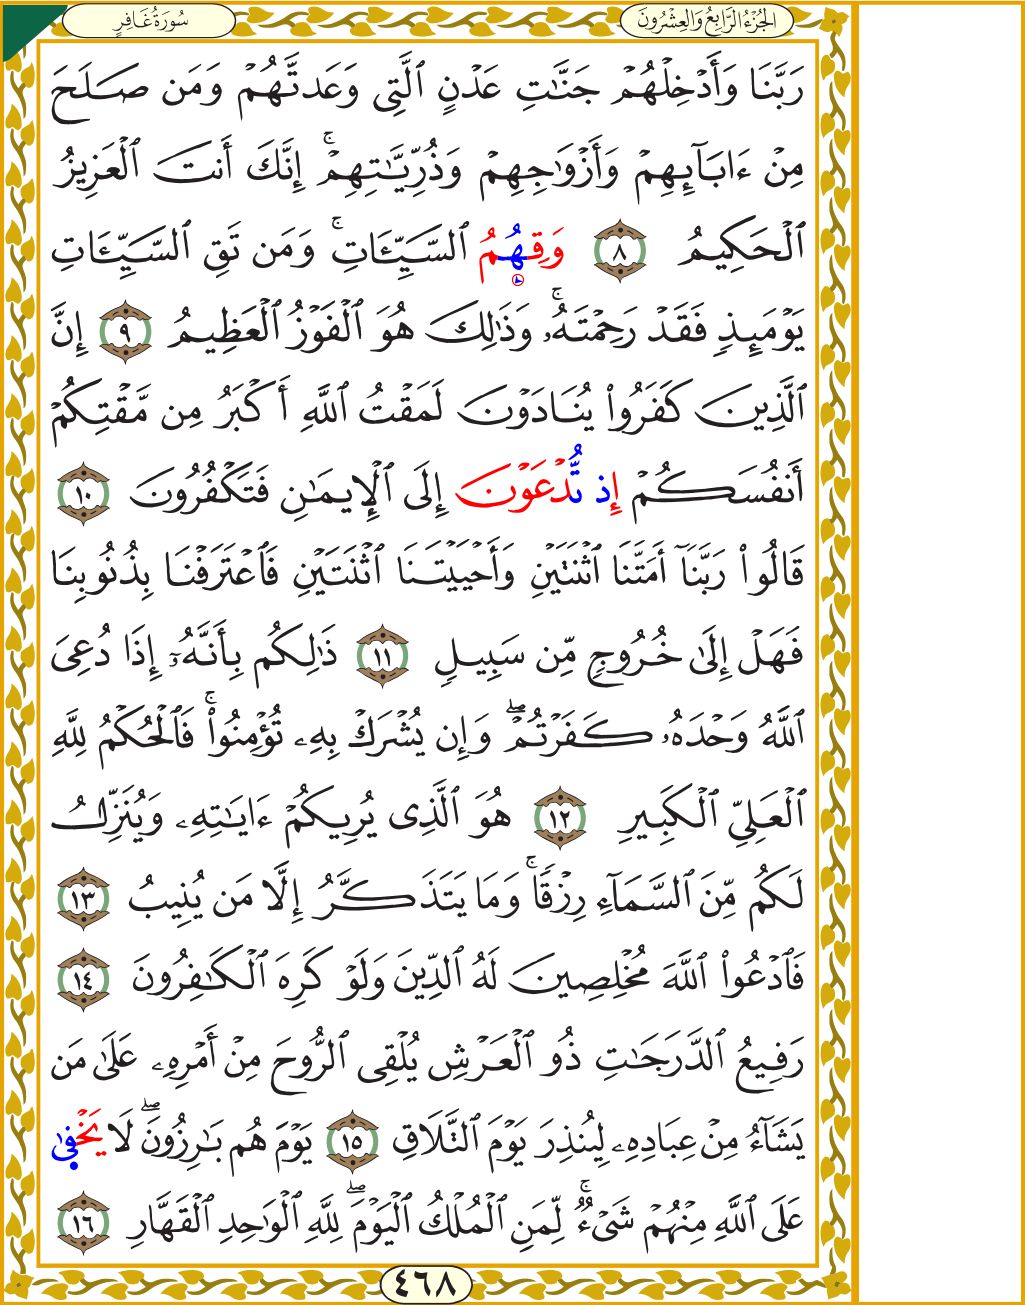 سُورَةُ غَافِرٍ
الجُزْءُ الرَّابِعُ وَالعِشْرُونَ
رَبَّنَا وَأَدْخِلْهُمْ جَنَّٰتِ عَدْنٍ ٱلَّتِى وَعَدتَّهُمْ وَمَن صَلَحَ
مِنْ ءَابَآئِهِمْ وَأَزْوَٰجِهِمْ وَذُرِّيَّٰتِهِمْۚ إِنَّكَ أَنتَ ٱلْعَزِيزُ
ٱلْحَكِيمُ ٨ وَقِهُمُ ٱلسَّيِّـَٔاتِۚ وَمَن تَقِ ٱلسَّيِّـَٔاتِ
يَوْمَئِذٍ فَقَدْ رَحِمْتَهُۥۚ وَذَٰلِكَ هُوَ ٱلْفَوْزُ ٱلْعَظِيمُ ٩ إِنَّ
ٱلَّذِينَ كَفَرُوا۟ يُنَادَوْنَ لَمَقْتُ ٱللَّهِ أَكْبَرُ مِن مَّقْتِكُمْ
أَنفُسَكُمْ إِذ تُّدْعَوْنَ إِلَى ٱلْإِيمَٰنِ فَتَكْفُرُونَ ١٠
قَالُوا۟ رَبَّنَآ أَمَتَّنَا ٱثْنَتَيْنِ وَأَحْيَيْتَنَا ٱثْنَتَيْنِ فَٱعْتَرَفْنَا بِذُنُوبِنَا
فَهَلْ إِلَىٰ خُرُوجٍ مِّن سَبِيلٍ ١١ ذَٰلِكُم بِأَنَّهُۥٓ إِذَا دُعِىَ
ٱللَّهُ وَحْدَهُۥ كَفَرْتُمْۖ وَإِن يُشْرَكْ بِهِۦ تُؤْمِنُوا۟ۚ فَٱلْحُكْمُ لِلَّهِ
ٱلْعَلِىِّ ٱلْكَبِيرِ ١٢ هُوَ ٱلَّذِى يُرِيكُمْ ءَايَٰتِهِۦ وَيُنَزِّلُ
لَكُم مِّنَ ٱلسَّمَآءِ رِزْقًاۚ وَمَا يَتَذَكَّرُ إِلَّا مَن يُنِيبُ ١٣
فَٱدْعُوا۟ ٱللَّهَ مُخْلِصِينَ لَهُ ٱلدِّينَ وَلَوْ كَرِهَ ٱلْكَٰفِرُونَ ١٤
رَفِيعُ ٱلدَّرَجَٰتِ ذُو ٱلْعَرْشِ يُلْقِى ٱلرُّوحَ مِنْ أَمْرِهِۦ عَلَىٰ مَن
يَشَآءُ مِنْ عِبَادِهِۦ لِيُنذِرَ يَوْمَ ٱلتَّلَاقِ ١٥ يَوْمَ هُم بَٰرِزُونَۖ لَا يَخْفَىٰ
عَلَى ٱللَّهِ مِنْهُمْ شَىْءٌۚ لِّمَنِ ٱلْمُلْكُ ٱلْيَوْمَۖ لِلَّهِ ٱلْوَٰحِدِ ٱلْقَهَّارِ ١٦
٤٦٨